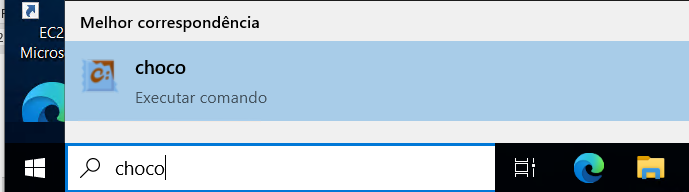 EC2
Micros
Melhor correspondência
choco
Executar comando
choco